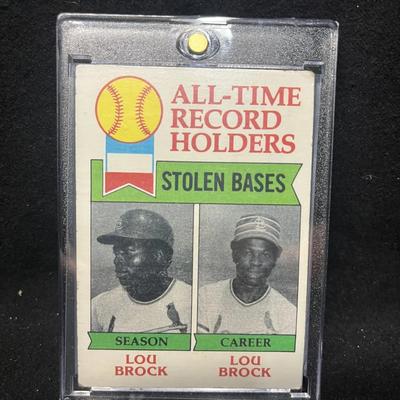 ALL-TIME
RECORD
HOLDERS
STOLEN BASES
SEASON
CAREER
LOU
BROCK
LOU
BROCK